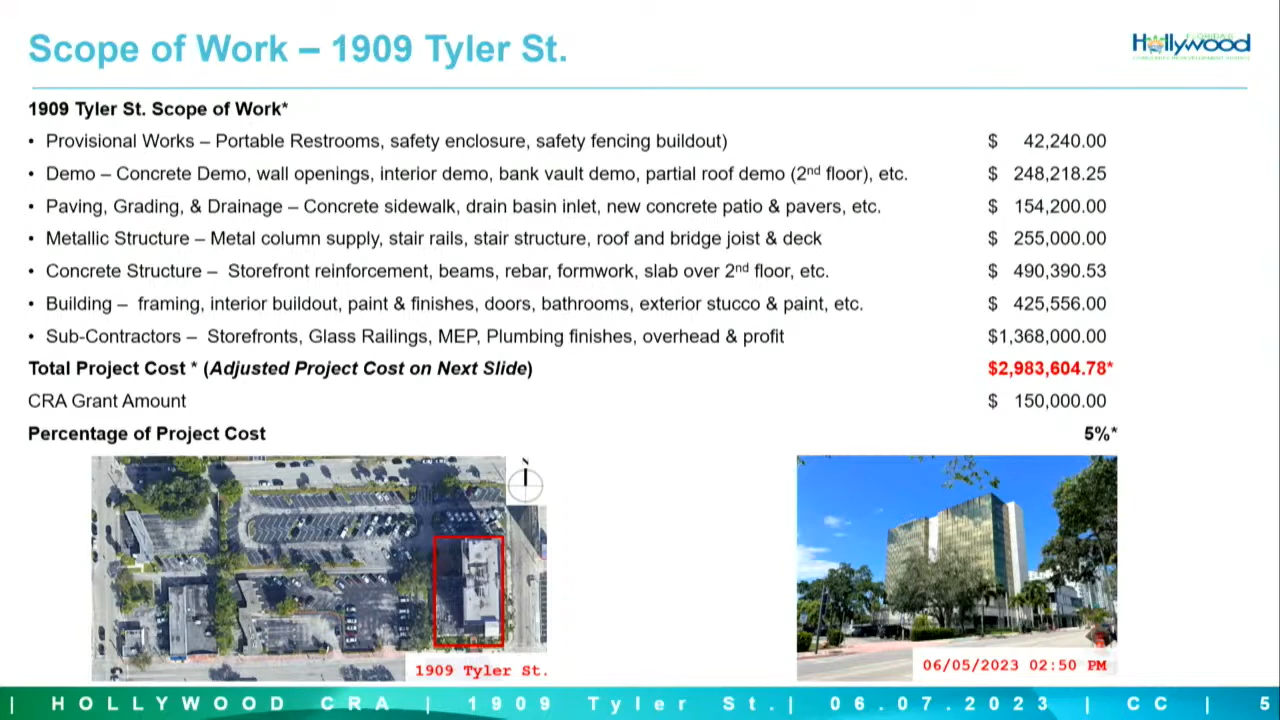 Scope of Work – 1909 Tyler St.
FLORIDA'S
Hollywood
1909 Tyler St. Scope of Work*
• Provisional Works – Portable Restrooms, safety enclosure, safety fencing buildout) $ 42,240.00
• Demo – Concrete Demo, wall openings, interior demo, bank vault demo, partial roof demo (2nd floor), etc. $ 248,218.25
• Paving, Grading, & Drainage – Concrete sidewalk, drain basin inlet, new concrete patio & pavers, etc. $ 154,200.00
• Metallic Structure – Metal column supply, stair rails, stair structure, roof and bridge joist & deck $ 255,000.00
• Concrete Structure – Storefront reinforcement, beams, rebar, formwork, slab over 2nd floor, etc. $ 490,390.53
• Building – framing, interior buildout, paint & finishes, doors, bathrooms, exterior stucco & paint, etc. $ 425,556.00
• Sub-Contractors – Storefronts, Glass Railings, MEP, Plumbing finishes, overhead & profit $1,368,000.00
Total Project Cost * (Adjusted Project Cost on Next Slide) $2,983,604.78*
CRA Grant Amount $ 150,000.00
Percentage of Project Cost 5%*
N
1909 Tyler St.
06/05/2023 02:50 PM
| HOLLYWOOD CRA | 1909 Tyler St.| 06.07.2023 | CC | 5